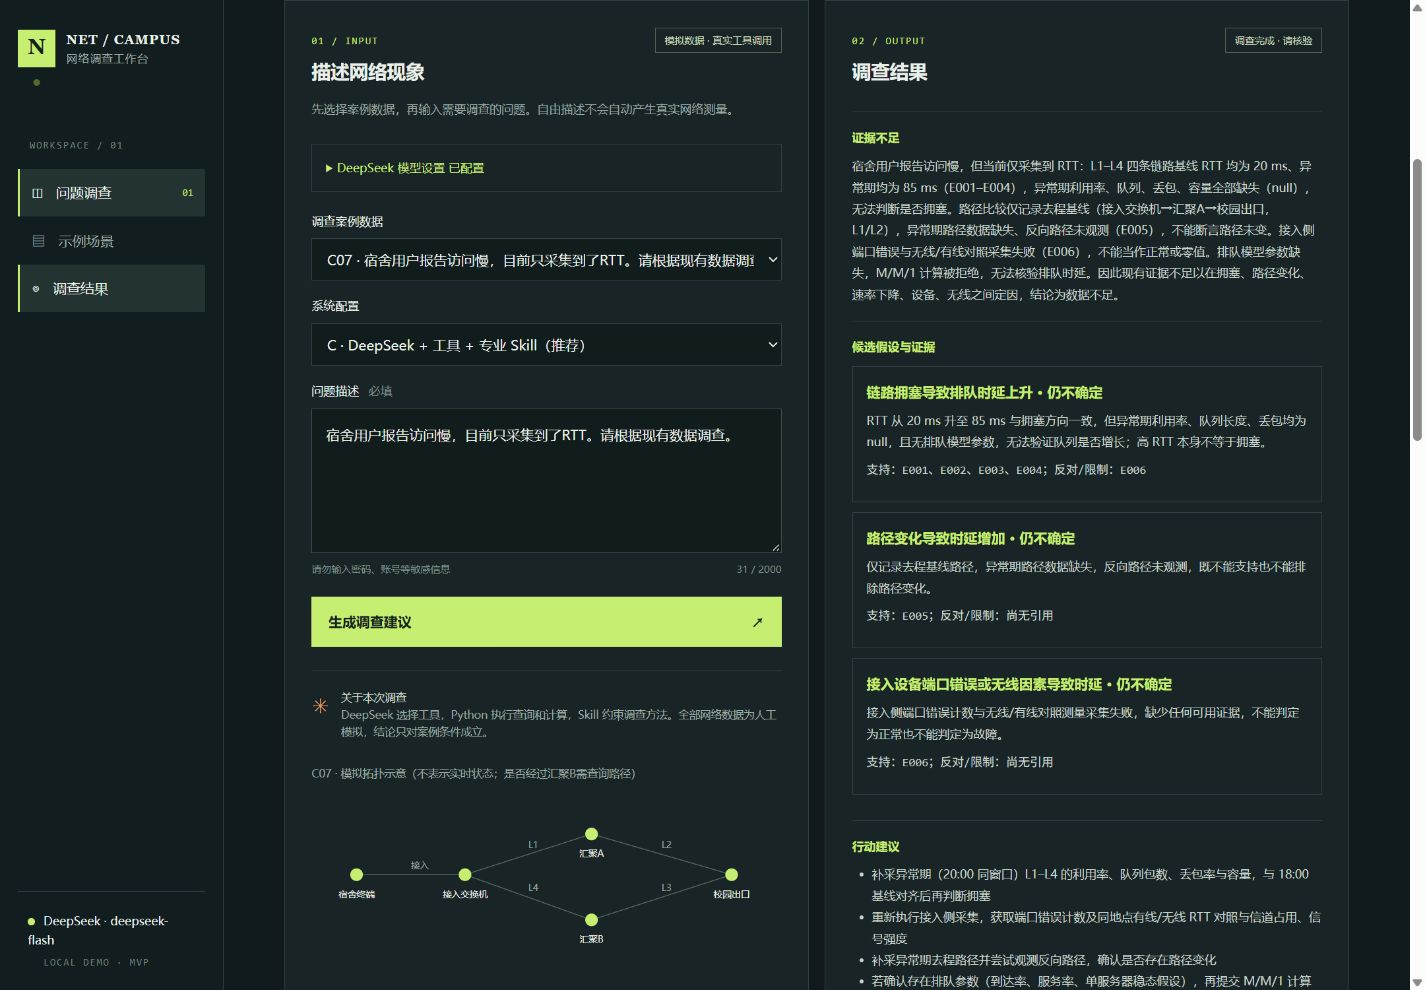 N
NET / CAMPUS
网络调查工作台
WORKSPACE / 01
问题调查
01
示例场景
调查结果
DeepSeek · deepseek-
flash
LOCAL DEMO · MVP
01 / INPUT
模拟数据 · 真实工具调用
描述网络现象
先选择案例数据，再输入需要调查的问题。自由描述不会自动产生真实网络测量。
DeepSeek 模型设置 已配置
调查案例数据
C07 · 宿舍用户报告访问慢，目前只采集到了RTT。请根据现有数据调查
系统配置
C · DeepSeek + 工具 + 专业 Skill（推荐）
问题描述 必填
宿舍用户报告访问慢，目前只采集到了RTT。请根据现有数据调查。
请勿输入密码、账号等敏感信息
31 / 2000
生成调查建议
关于本次调查
DeepSeek 选择工具，Python 执行查询和计算，Skill 约束调查方法。全部网络数据为人工
模拟，结论只对案例条件成立。
C07 · 模拟拓扑示意（不表示实时状态；是否经过汇聚B需查询路径）
L1
L2
汇聚A
接入
宿舍终端
接入交换机
L4
L3
校园出口
汇聚B
02 / OUTPUT
调查完成 · 请核验
调查结果
证据不足
宿舍用户报告访问慢，但当前仅采集到 RTT：L1–L4 四条链路基线 RTT 均为 20 ms、异
常期均为 85 ms（E001–E004），异常期利用率、队列、丢包、容量全部缺失（null），
无法判断是否拥塞。路径比较仅记录去程基线（接入交换机→汇聚A→校园出口，
L1/L2），异常期路径数据缺失、反向路径未观测（E005），不能断言路径未变。接入侧
端口错误与无线/有线对照采集失败（E006），不能当作正常或零值。排队模型参数缺
失，M/M/1 计算被拒绝，无法核验排队时延。因此现有证据不足以在拥塞、路径变化、
速率下降、设备、无线之间定因，结论为数据不足。
候选假设与证据
链路拥塞导致排队时延上升 · 仍不确定
RTT 从 20 ms 升至 85 ms 与拥塞方向一致，但异常期利用率、队列长度、丢包均为
null，且无排队模型参数，无法验证队列是否增长；高 RTT 本身不等于拥塞。
支持：E001、E002、E003、E004；反对/限制：E006
路径变化导致时延增加 · 仍不确定
仅记录去程基线路径，异常期路径数据缺失，反向路径未观测，既不能支持也不能排
除路径变化。
支持：E005；反对/限制：尚无引用
接入设备端口错误或无线因素导致时延 · 仍不确定
接入侧端口错误计数与无线/有线对照测量采集失败，缺少任何可用证据，不能判定
为正常也不能判定为故障。
支持：E006；反对/限制：尚无引用
行动建议
• 补采异常期（20:00 同窗口）L1–L4 的利用率、队列包数、丢包率与容量，与 18:00
基线对齐后再判断拥塞
• 重新执行接入侧采集，获取端口错误计数及同地点有线/无线 RTT 对照与信道占用、信
号强度
• 补采异常期去程路径并尝试观测反向路径，确认是否存在路径变化
• 若确认存在排队参数（到达率、服务率、单服务器稳态假设），再提交 M/M/1 计算